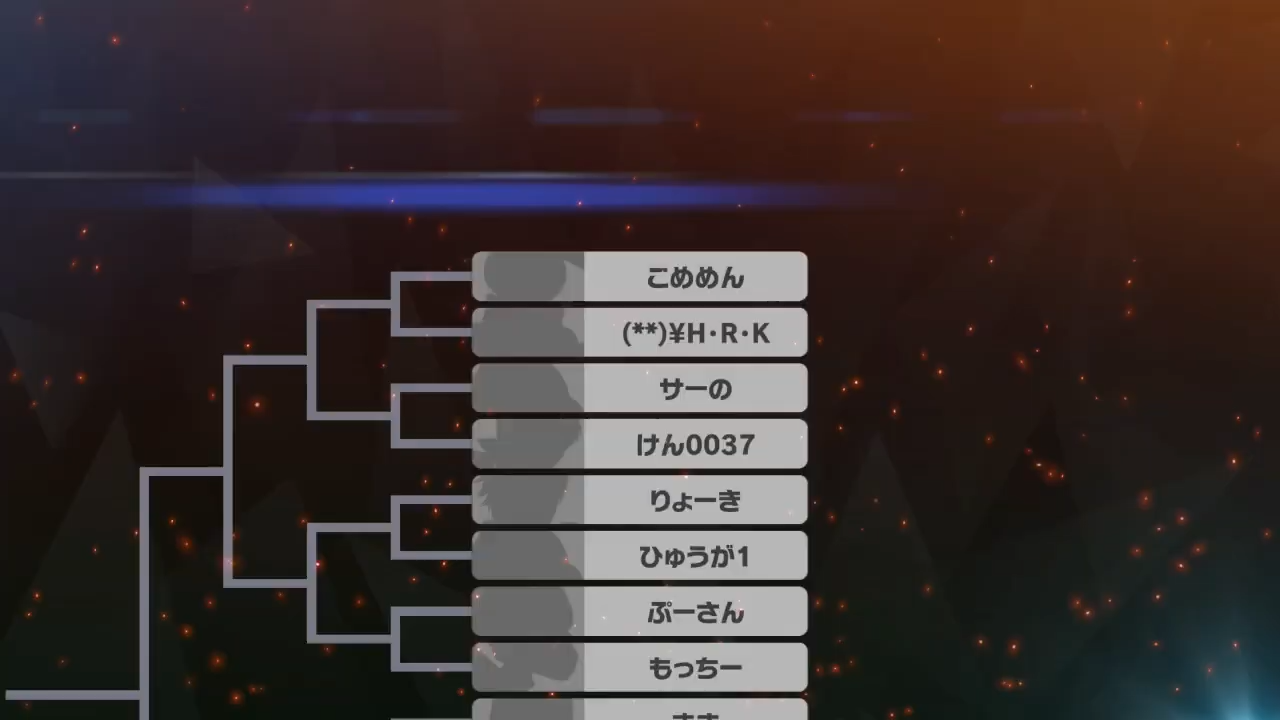 こめめん
(**)¥H·R·K
サーの
けん0037
りょーき
ひゅうが1
ぷーさん
もっちー